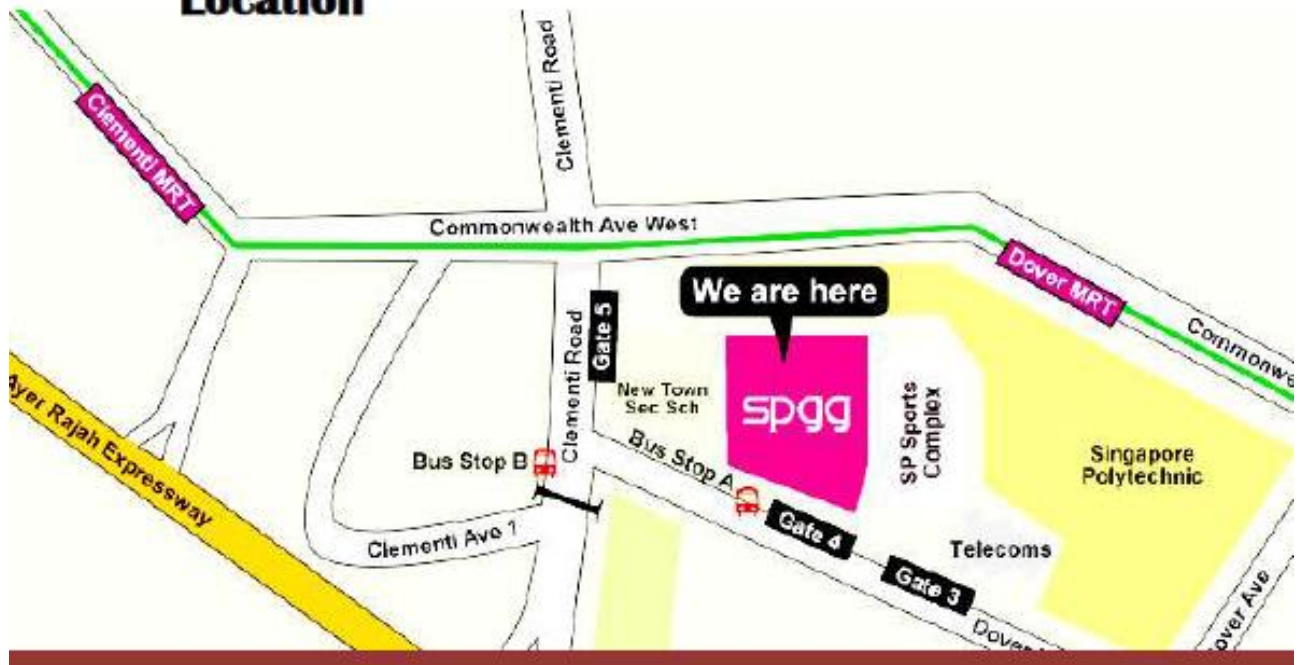 Location
Clementi Road
Clementi MRT
Commonwealth Ave West
Dover MRT
We are here
Commonwe
Gate 5
Clementi Road
New Town
Sec Sch
spgg
SP Sports
Complex
Singapore
Polytechnic
Ayer Rajah Expressway
Bus Stop B
Bus Stop A
Gate 4
Clementi Ave 1
Telecoms
Gate 3
Dover
over Ave